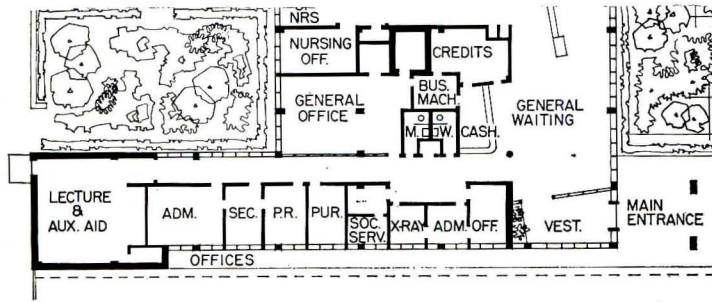 NRS
NURSING
OFF.
CREDITS
BUS.
MACH.
GENERAL
OFFICE
GENERAL
WAITING
M.
W.
CASH.
LECTURE
&
AUX. AID
ADM.
SEC.
P.R.
PUR.
SOC.
SERV.
X-RAY
ADM. OFF.
VEST.
MAIN
ENTRANCE
OFFICES